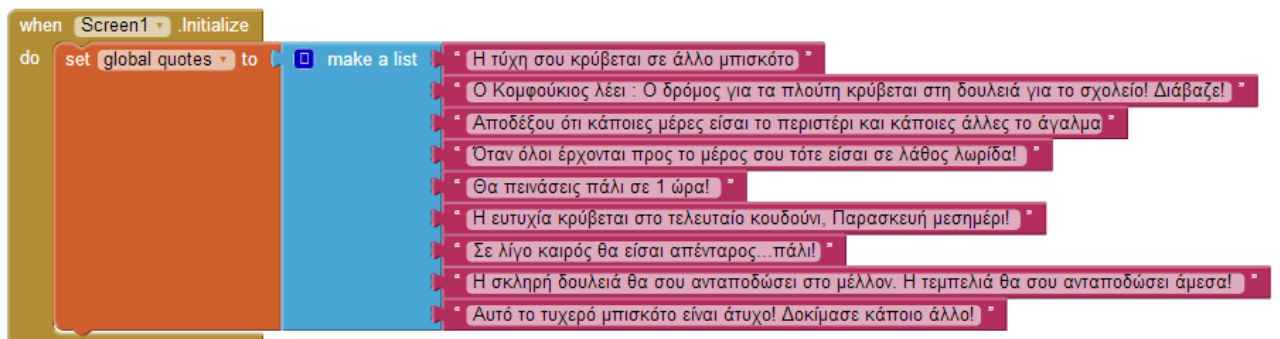 when Screen1 .Initialize
do set global quotes to make a list " Η τύχη σου κρύβεται σε άλλο μπισκότο "
" Ο Κομφούκιος λέει : Ο δρόμος για τα πλούτη κρύβεται στη δουλειά για το σχολείο! Διάβαζε! "
" Αποδέξου ότι κάποιες μέρες είσαι το περιστέρι και κάποιες άλλες το άγαλμα "
" Όταν όλοι έρχονται προς το μέρος σου τότε είσαι σε λάθος λωρίδα! "
" Θα πεινάσεις πάλι σε 1 ώρα! "
" Η ευτυχία κρύβεται στο τελευταίο κουδούνι, Παρασκευή μεσημέρι! "
" Σε λίγο καιρός θα είσαι απένταρος...πάλι! "
" Η σκληρή δουλειά θα σου ανταποδώσει στο μέλλον. Η τεμπελιά θα σου ανταποδώσει άμεσα! "
" Αυτό το τυχερό μπισκότο είναι άτυχο! Δοκίμασε κάποιο άλλο! "